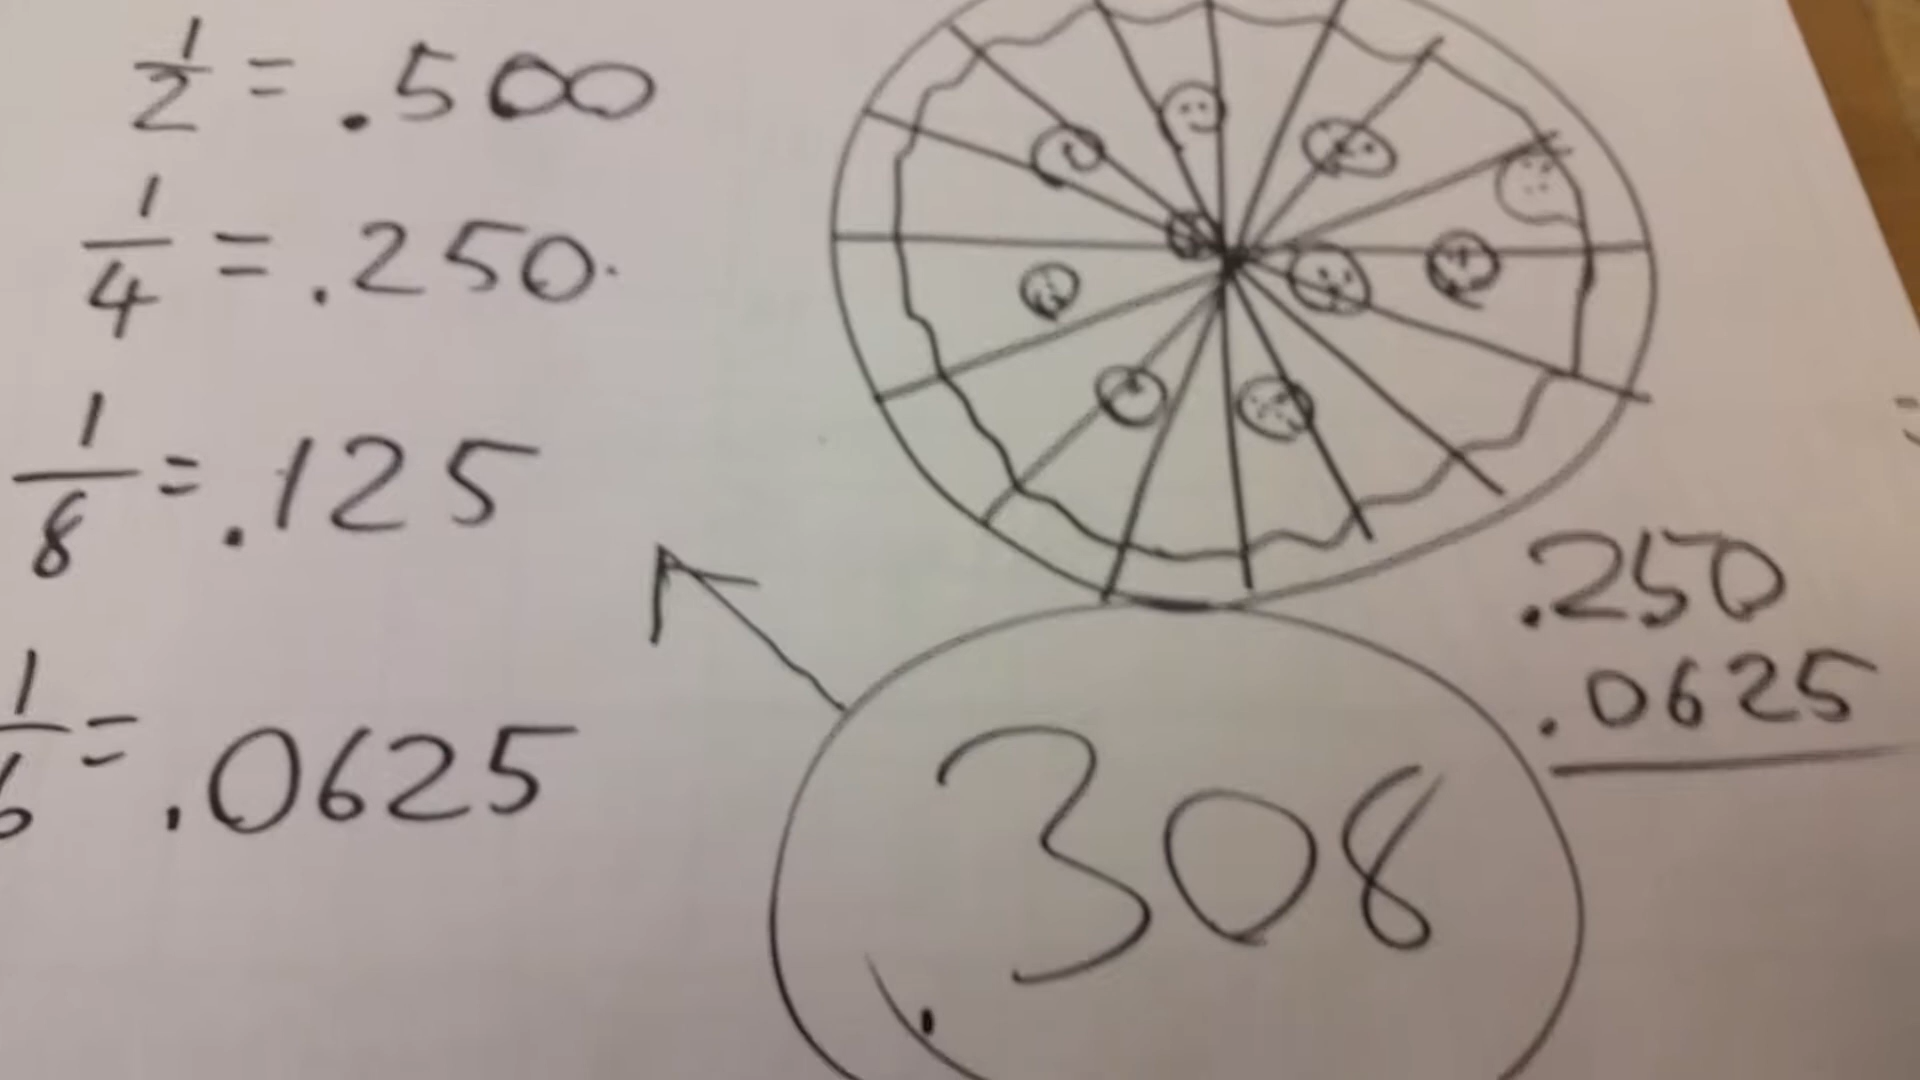 1/2 = .500
1/4 = .250
1/8 = .125
1/6 = .0625
.250
.0625
.308